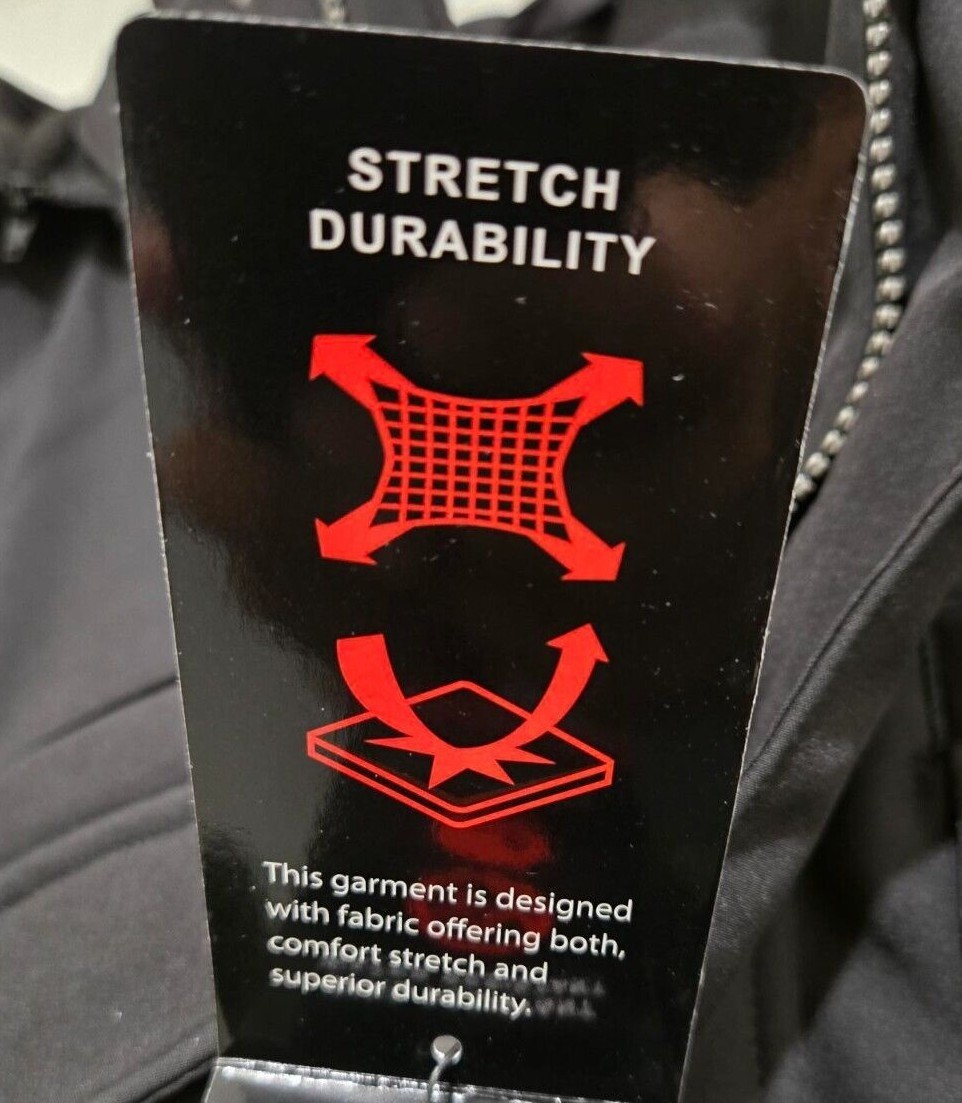 STRETCH
DURABILITY
This garment is designed
with fabric offering both,
comfort stretch and
superior durability.